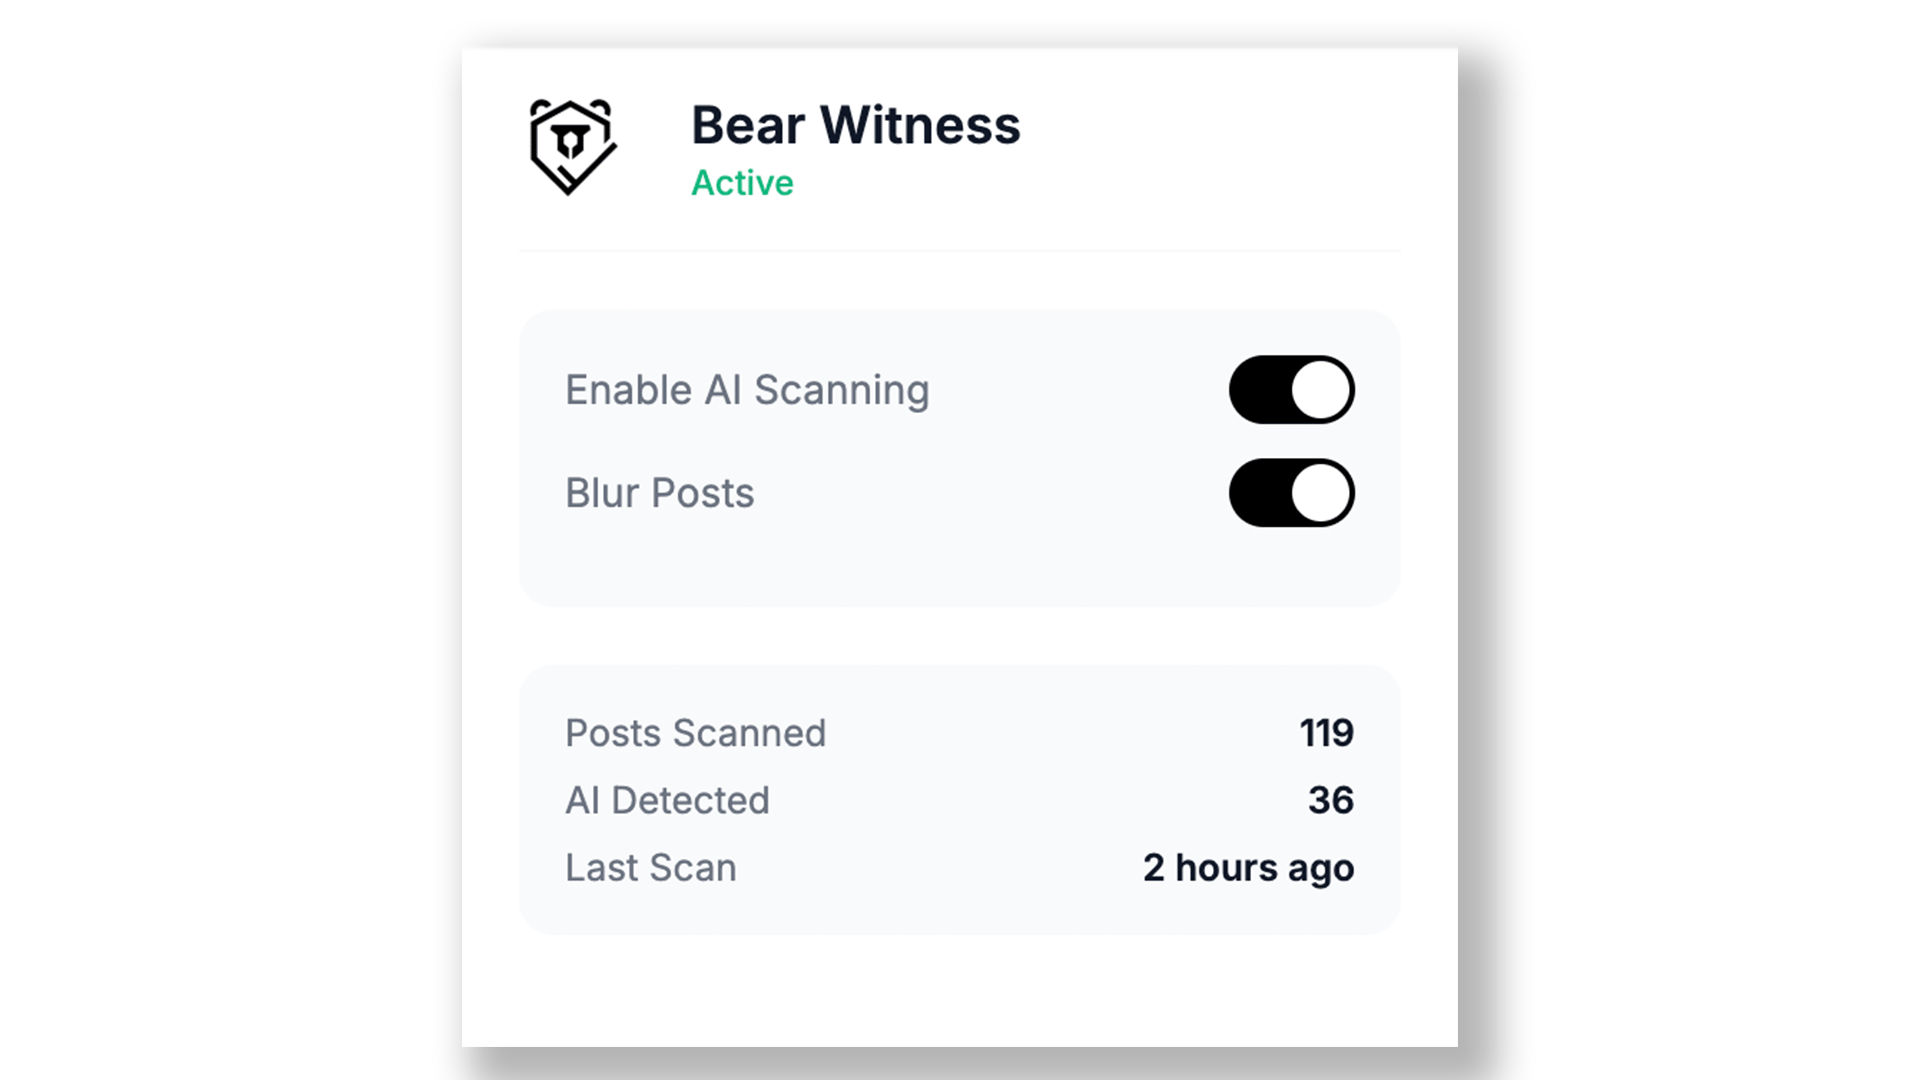 Bear Witness
Active
Enable AI Scanning
Blur Posts
Posts Scanned 119
AI Detected 36
Last Scan 2 hours ago